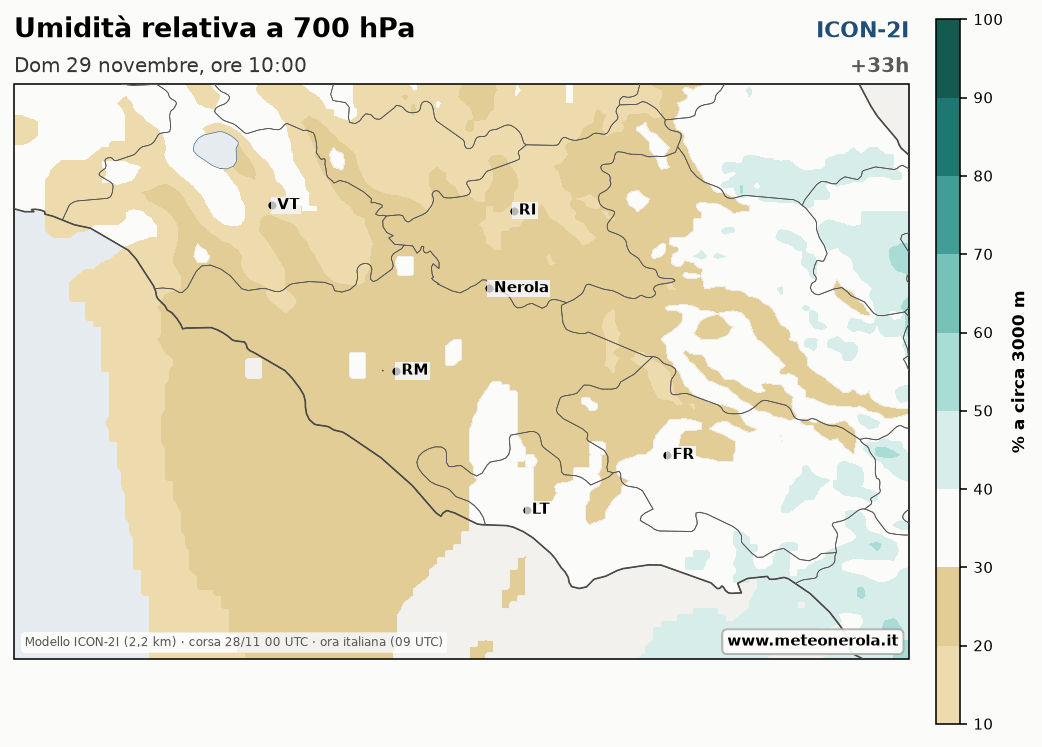 Umidità relativa a 700 hPa
ICON-2I
Dom 29 novembre, ore 10:00
+33h
VT
RI
Nerola
RM
FR
LT
Modello ICON-2I (2,2 km) · corsa 28/11 00 UTC · ora italiana (09 UTC)
www.meteonerola.it
100
90
80
70
60
50
40
30
20
10
% a circa 3000 m